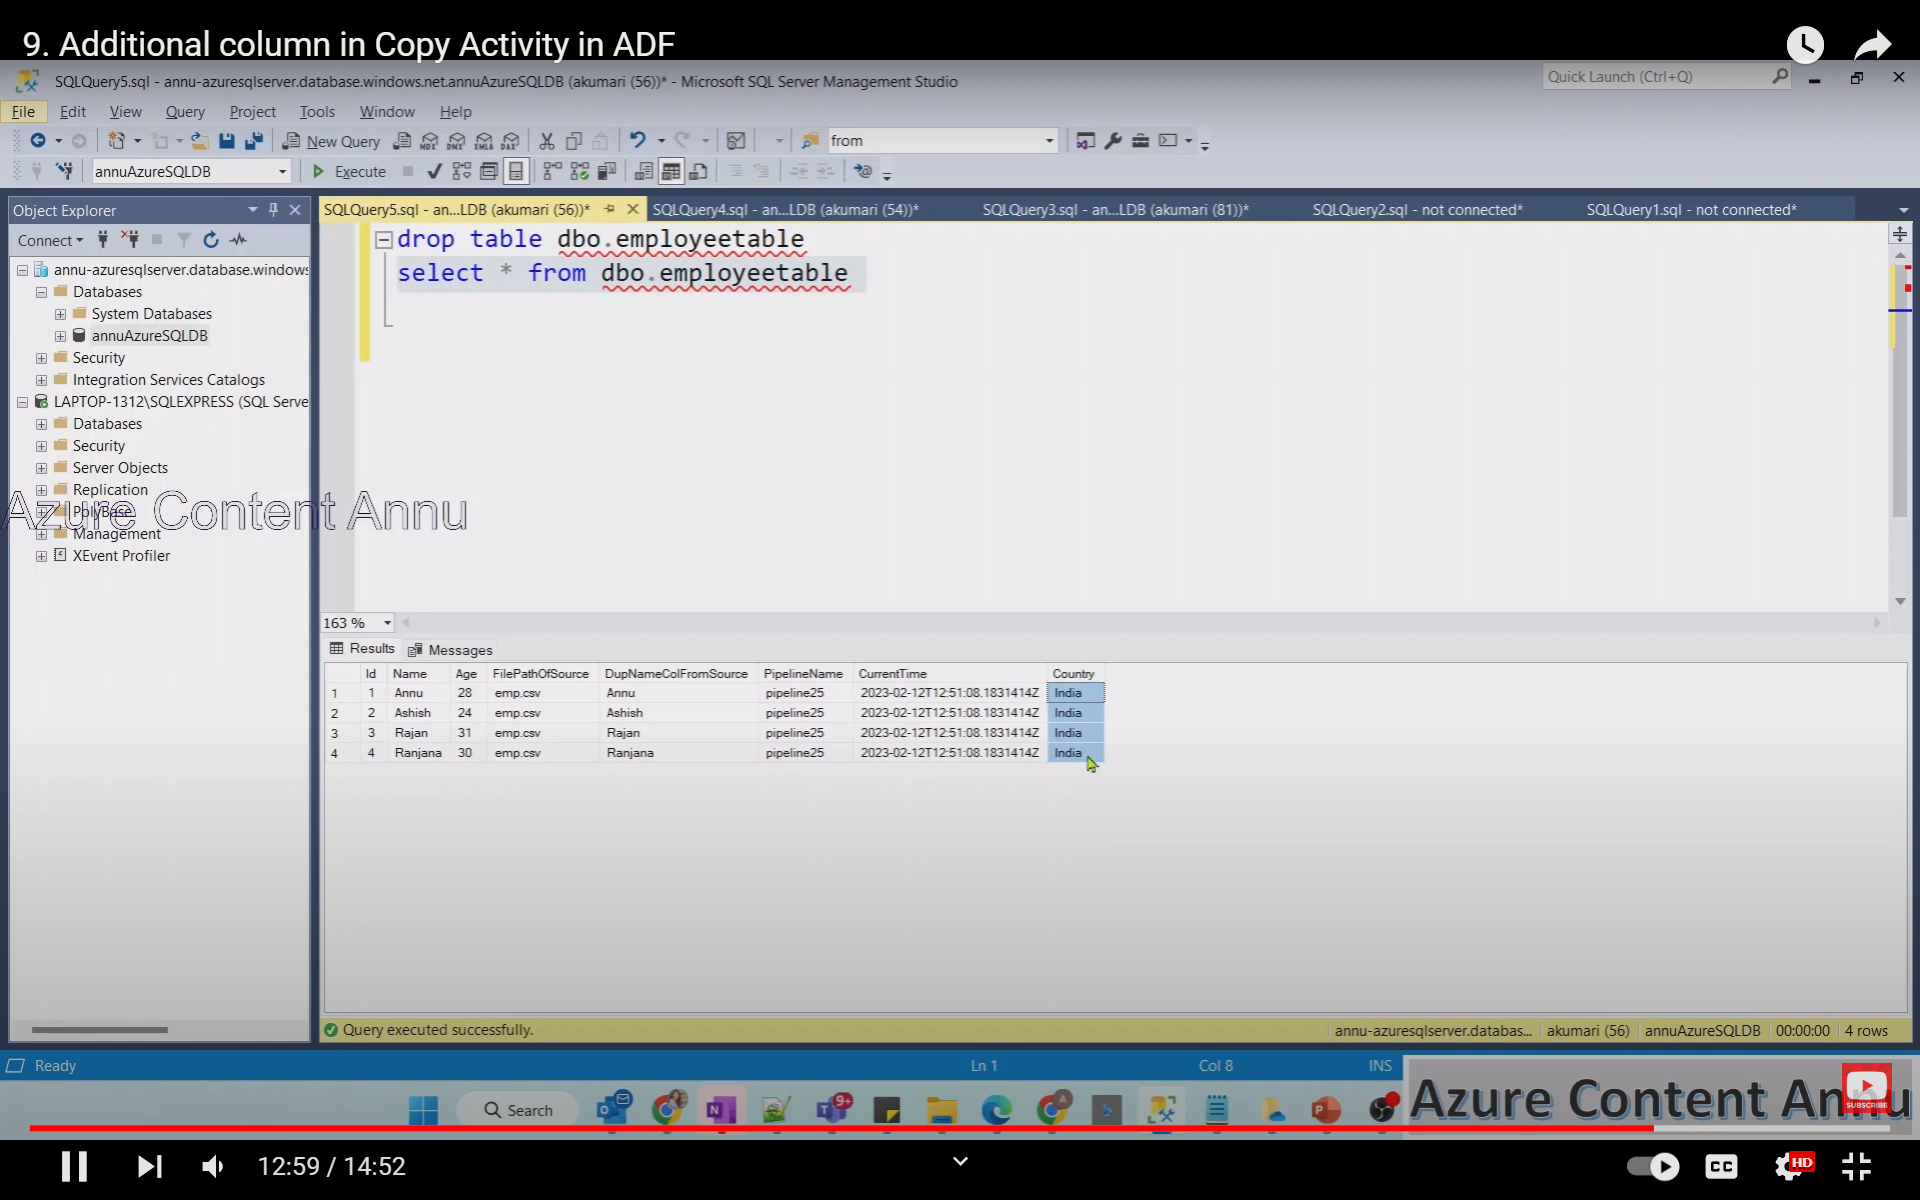 9. Additional column in Copy Activity in ADF
SQLQuery5.sql - annu-azuresqlserver.database.windows.net.annuAzureSQLDB (akumari (56))* - Microsoft SQL Server Management Studio
Quick Launch (Ctrl+Q)
File Edit View Query Project Tools Window Help
New Query
from
annuAzureSQLDB
Execute
Object Explorer
SQLQuery5.sql - an...LDB (akumari (56))*
SQLQuery4.sql - an...LDB (akumari (54))*
SQLQuery3.sql - an...LDB (akumari (81))*
SQLQuery2.sql - not connected*
SQLQuery1.sql - not connected*
Connect
annu-azuresqlserver.database.windows
Databases
System Databases
annuAzureSQLDB
Security
Integration Services Catalogs
LAPTOP-1312\SQLEXPRESS (SQL Serve
Databases
Security
Server Objects
Replication
PolyBase
Management
XEvent Profiler
Azure Content Annu
drop table dbo.employeetable
select * from dbo.employeetable
163 %
Results Messages
Id Name Age FilePathOfSource DupNameColFromSource PipelineName CurrentTime Country
1 1 Annu 28 emp.csv Annu pipeline25 2023-02-12T12:51:08.1831414Z India
2 2 Ashish 24 emp.csv Ashish pipeline25 2023-02-12T12:51:08.1831414Z India
3 3 Rajan 31 emp.csv Rajan pipeline25 2023-02-12T12:51:08.1831414Z India
4 4 Ranjana 30 emp.csv Ranjana pipeline25 2023-02-12T12:51:08.1831414Z India
Query executed successfully.
annu-azuresqlserver.databas... akumari (56) annuAzureSQLDB 00:00:00 4 rows
Ready
Ln 1
Col 8
INS
Search
9+
Azure Content Annu
SUBSCRIBE
12:59 / 14:52
CC
HD